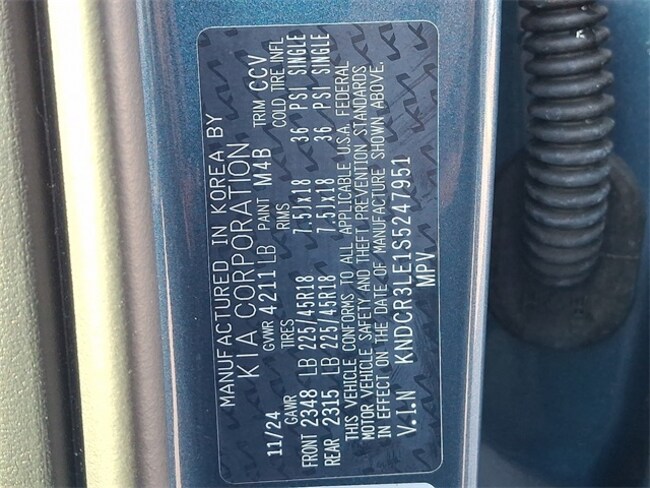 MANUFACTURED IN KOREA BY
KIA CORPORATION
11/24 GVWR 4211 LB PAINT M4B TRIM CCV
GAWR TIRES RIMS COLD TIRE INFL
FRONT 2348 LB 225/45R18 7.5Jx18 36 PSI SINGLE
REAR 2315 LB 225/45R18 7.5Jx18 36 PSI SINGLE
THIS VEHICLE CONFORMS TO ALL APPLICABLE U.S.A. FEDERAL
MOTOR VEHICLE SAFETY AND THEFT PREVENTION STANDARDS
IN EFFECT ON THE DATE OF MANUFACTURE SHOWN ABOVE.
V.I.N KNDCR3LE1S5247951
MPV